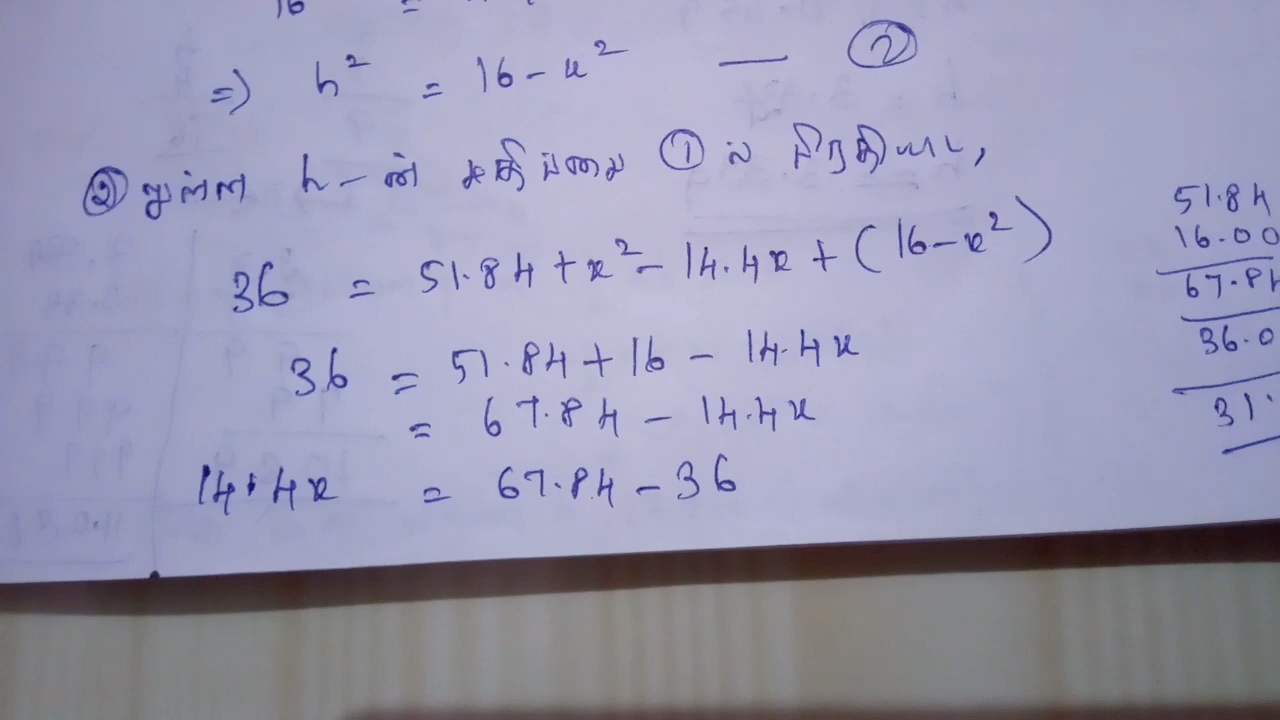 16 =
=) h² = 16 - x² — ②
② லுள்ள h - ன் மதிப்பை ① ல் பிரதியிட,
36 = 51.84 + x² - 14.4x + (16 - x²)
36 = 51.84 + 16 - 14.4x
= 67.84 - 14.4x
14.4x = 67.84 - 36
51.84
16.00
67.84
36.0
31.